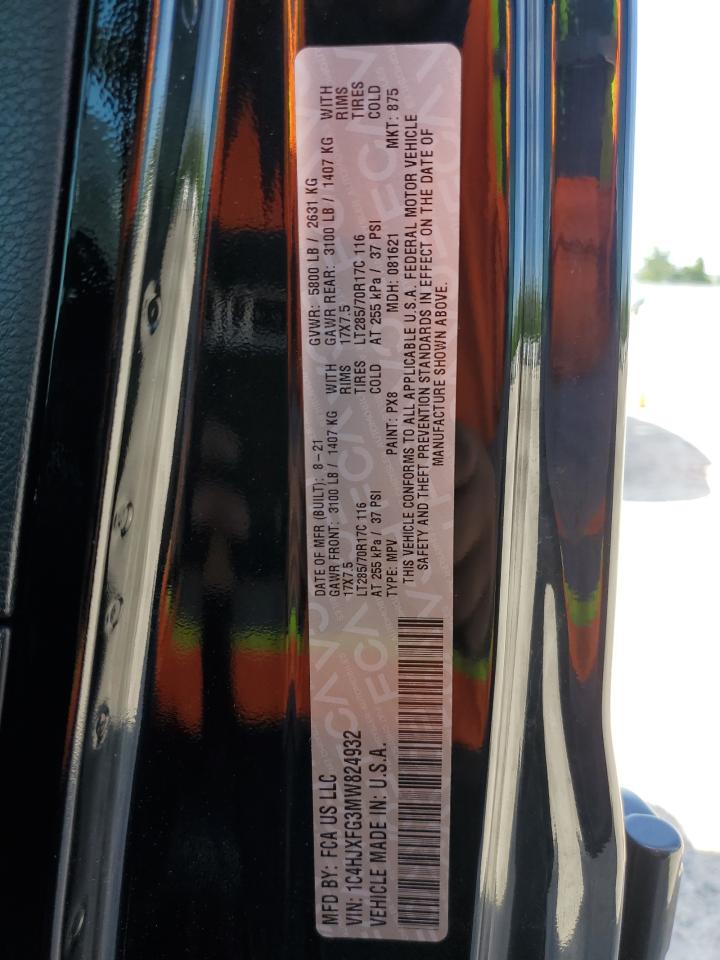 MFD BY: FCA US LLC
VIN: 1C4HJXFG3MW824932
VEHICLE MADE IN: U.S.A.
DATE OF MFR (BUILT): 8-21 GVWR: 5800 LB / 2631 KG
GAWR FRONT: 3100 LB / 1407 KG WITH GAWR REAR: 3100 LB / 1407 KG WITH
17X7.5 RIMS 17X7.5 RIMS
LT285/70R17C 116 TIRES LT285/70R17C 116 TIRES
AT 255 kPa / 37 PSI COLD AT 255 kPa / 37 PSI COLD
TYPE: MPV PAINT: PX8 MDH: 081621 MKT: 875
THIS VEHICLE CONFORMS TO ALL APPLICABLE U.S.A. FEDERAL MOTOR VEHICLE
SAFETY AND THEFT PREVENTION STANDARDS IN EFFECT ON THE DATE OF
MANUFACTURE SHOWN ABOVE.